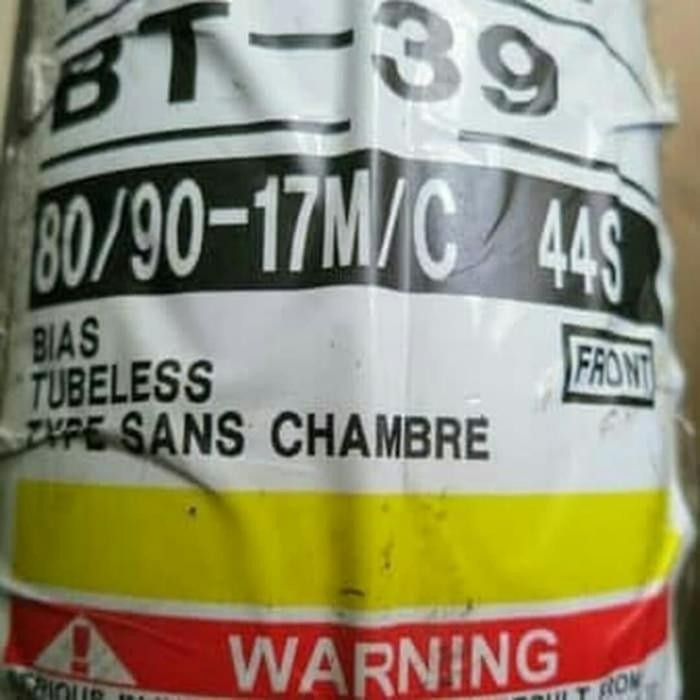 BT-39
80/90-17M/C 44S
BIAS
FRONT
TUBELESS
TYPE SANS CHAMBRE
WARNING